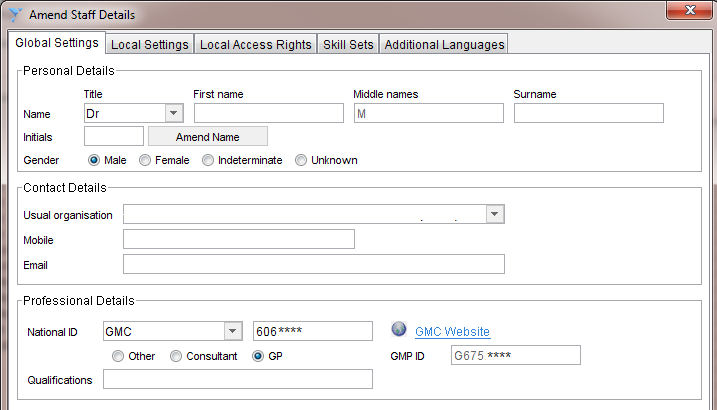 Amend Staff Details
Global Settings Local Settings Local Access Rights Skill Sets Additional Languages
Personal Details
Title First name Middle names Surname
Name Dr M
Initials Amend Name
Gender Male Female Indeterminate Unknown
Contact Details
Usual organisation
Mobile
Email
Professional Details
National ID GMC 606**** GMC Website
Other Consultant GP GMP ID G675 ****
Qualifications